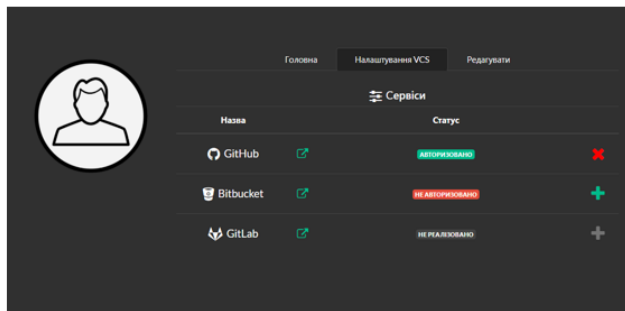 Головна Налаштування VCS Редагувати
Сервіси
Назва Статус
GitHub АВТОРИЗОВАНО
Bitbucket НЕ АВТОРИЗОВАНО
GitLab НЕ РЕАЛІЗОВАНО